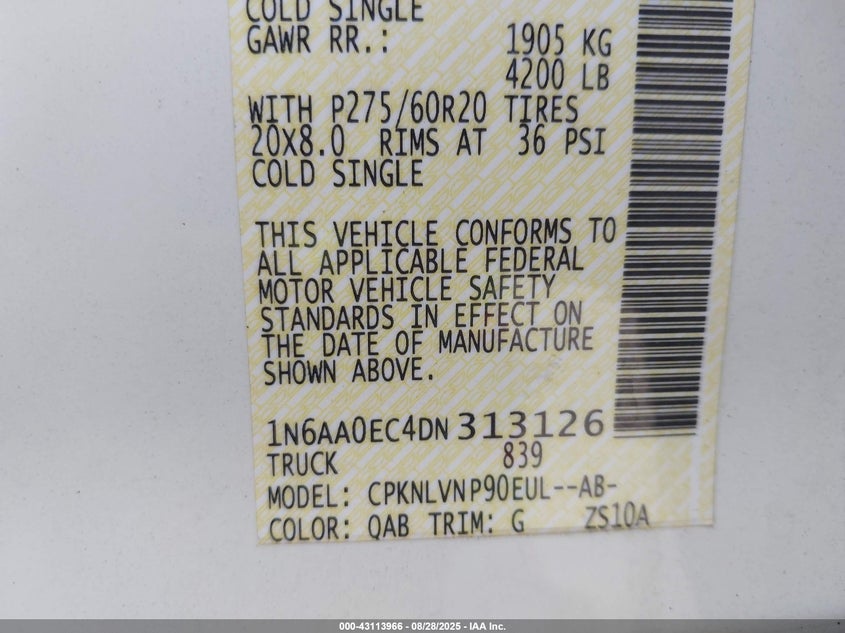 COLD SINGLE
GAWR RR.: 1905 KG
4200 LB
WITH P275/60R20 TIRES
20X8.0 RIMS AT 36 PSI
COLD SINGLE
THIS VEHICLE CONFORMS TO
ALL APPLICABLE FEDERAL
MOTOR VEHICLE SAFETY
STANDARDS IN EFFECT ON
THE DATE OF MANUFACTURE
SHOWN ABOVE.
1N6AA0EC4DN313126
TRUCK 839
MODEL: CPKNLVNP90EUL--AB-
COLOR: QAB TRIM: G ZS10A
000-43113966 - 08/28/2025 - IAA Inc.